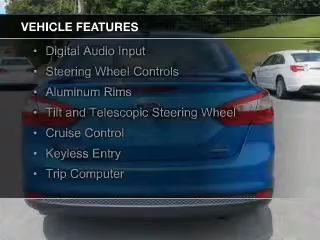 VEHICLE FEATURES
• Digital Audio Input
• Steering Wheel Controls
• Aluminum Rims
• Tilt and Telescopic Steering Wheel
• Cruise Control
• Keyless Entry
• Trip Computer